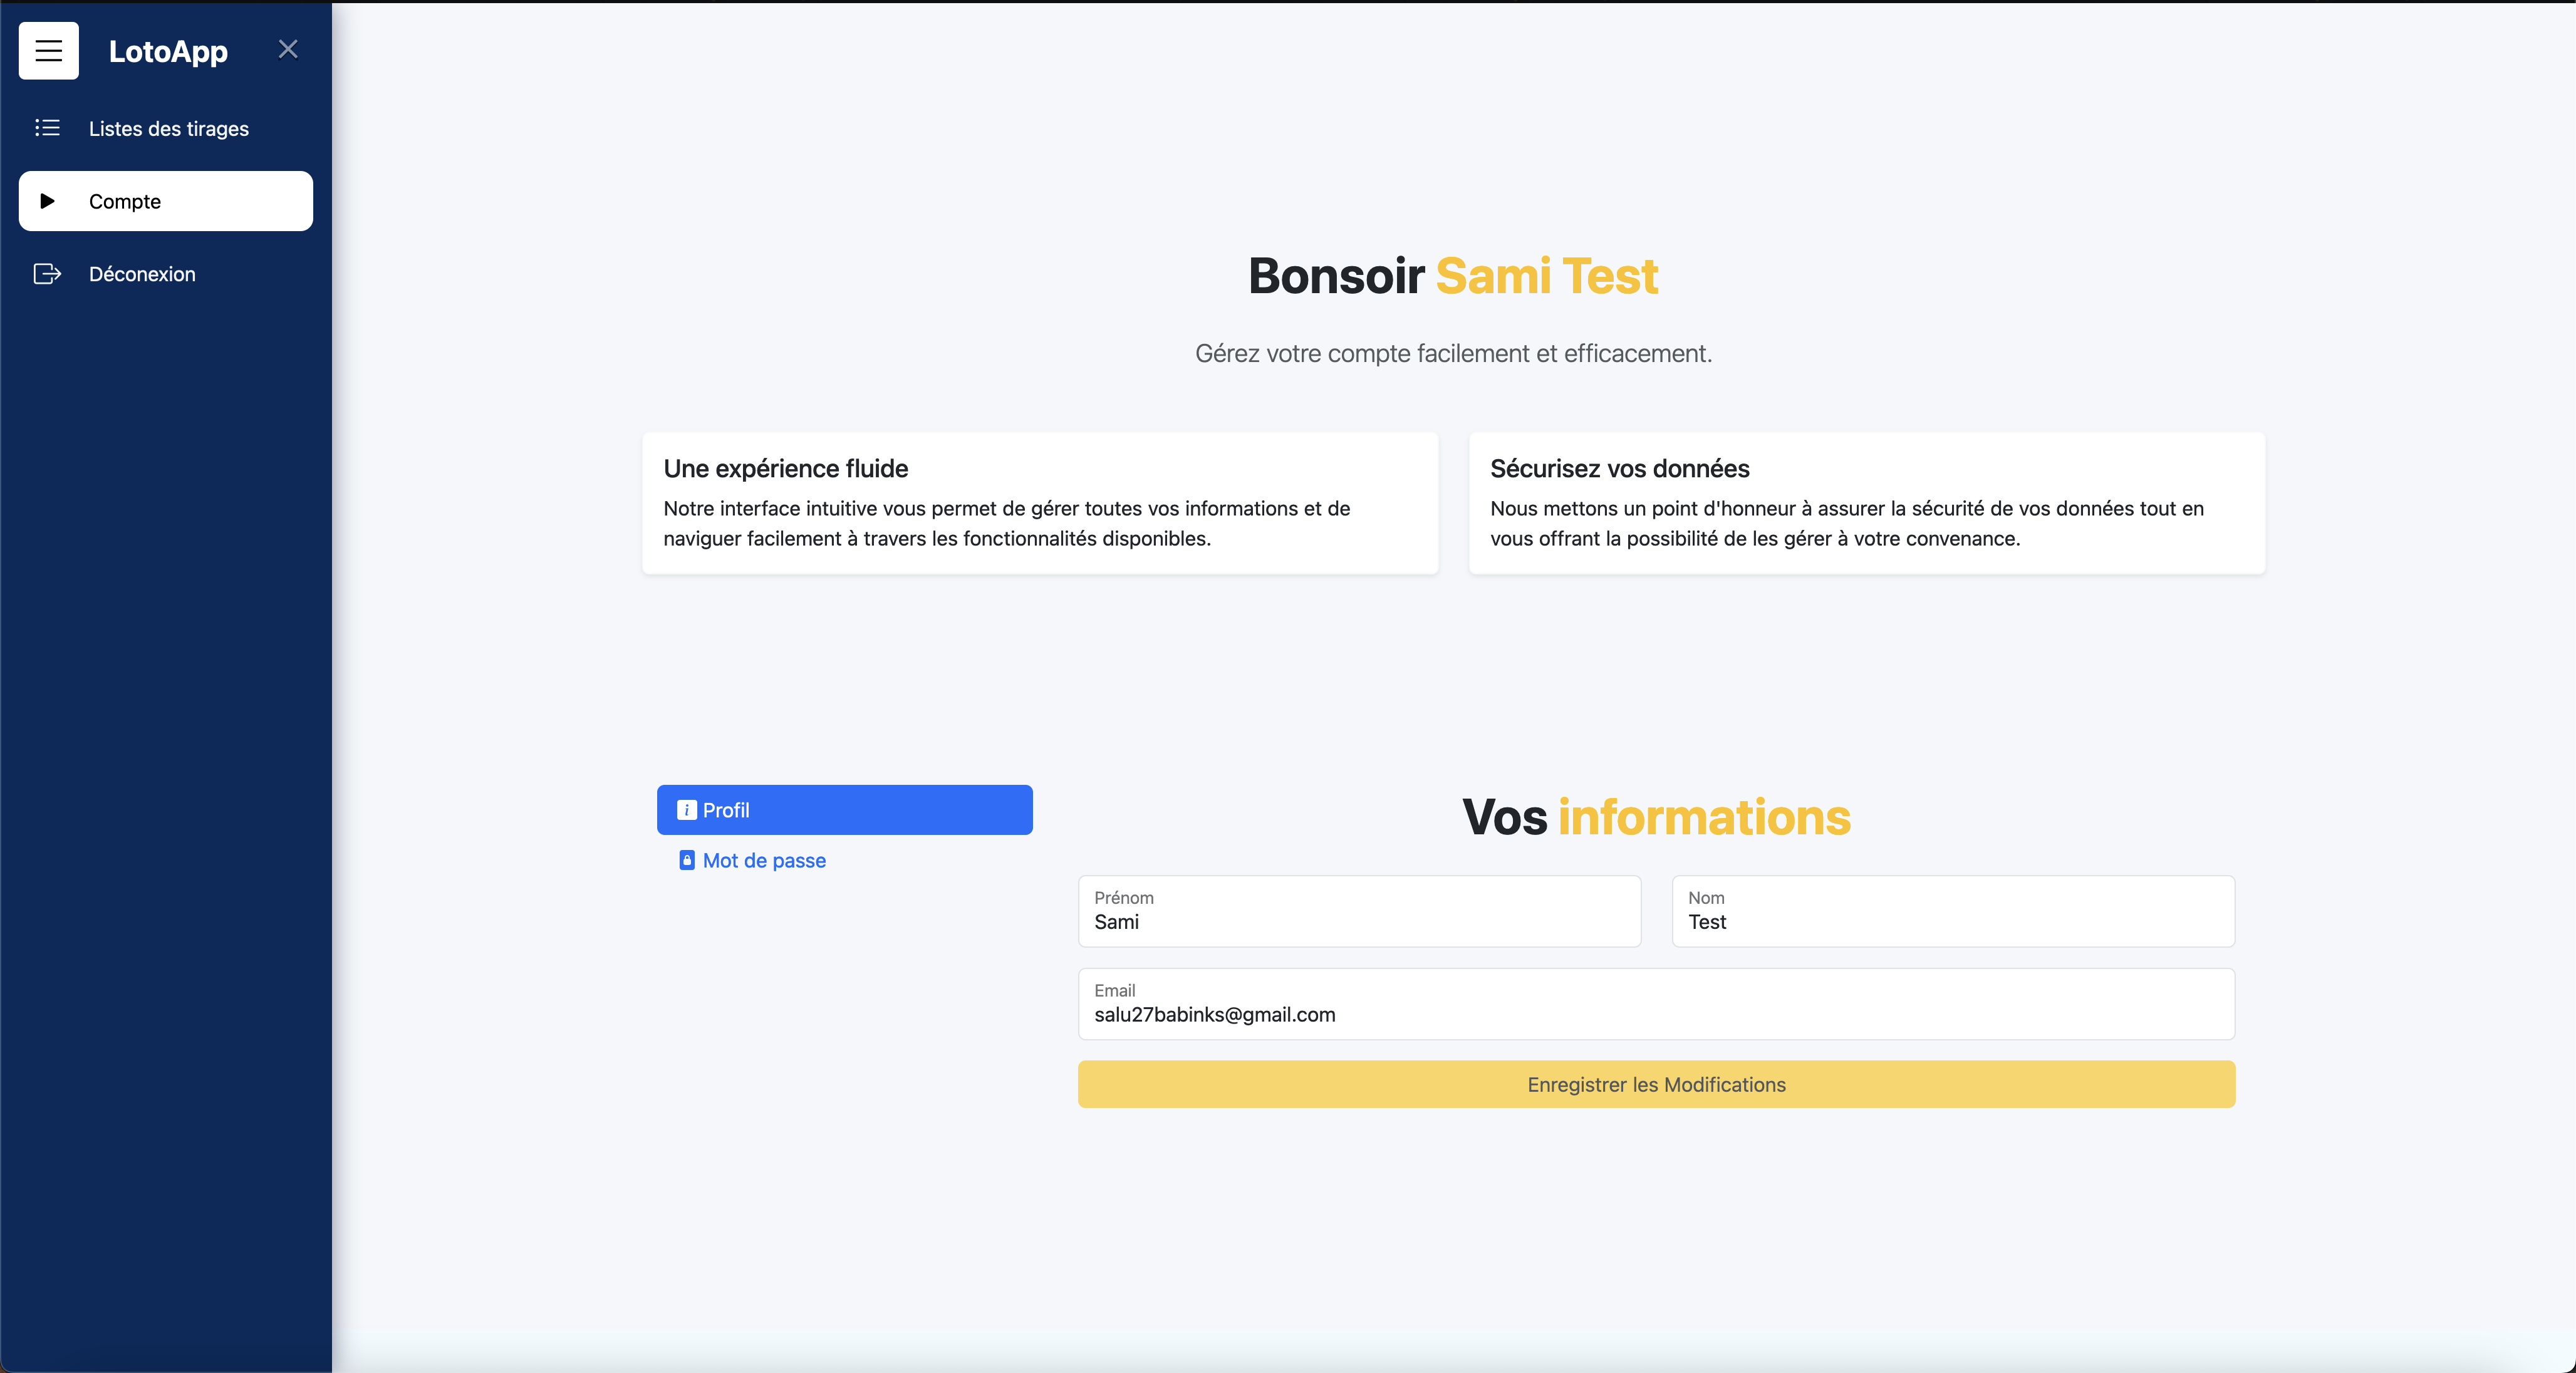 LotoApp
Listes des tirages
Compte
Déconexion
Bonsoir Sami Test
Gérez votre compte facilement et efficacement.
Une expérience fluide
Notre interface intuitive vous permet de gérer toutes vos informations et de
naviguer facilement à travers les fonctionnalités disponibles.
Sécurisez vos données
Nous mettons un point d'honneur à assurer la sécurité de vos données tout en
vous offrant la possibilité de les gérer à votre convenance.
Profil
Mot de passe
Vos informations
Prénom
Sami
Nom
Test
Email
salu27babinks@gmail.com
Enregistrer les Modifications